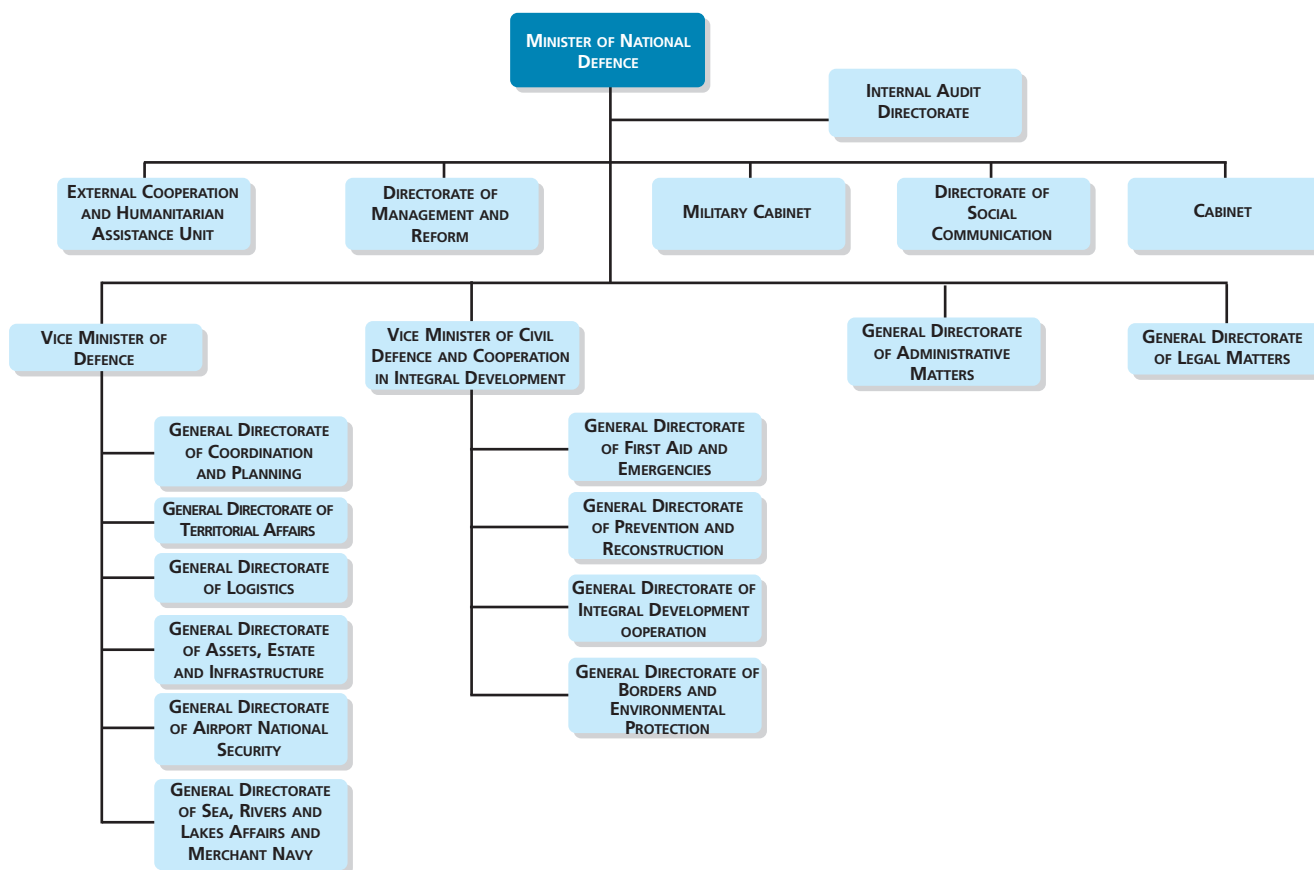 Minister of National
Defence
Internal Audit
Directorate
External Cooperation
and Humanitarian
Assistance Unit
Directorate of
Management and
Reform
Military Cabinet
Directorate of
Social
Communication
Cabinet
Vice Minister of
Defence
Vice Minister of Civil
Defence and Cooperation
in Integral Development
General Directorate
of Administrative
Matters
General Directorate
of Legal Matters
General Directorate
of Coordination
and Planning
General Directorate of
Territorial Affairs
General Directorate
of Logistics
General Directorate
of Assets, Estate
and Infrastructure
General Directorate
of Airport National
Security
General Directorate
of Sea, Rivers and
Lakes Affairs and
Merchant Navy
General Directorate
of First Aid and
Emergencies
General Directorate
of Prevention and
Reconstruction
General Directorate of
Integral Development
ooperation
General Directorate of
Borders and
Environmental
Protection